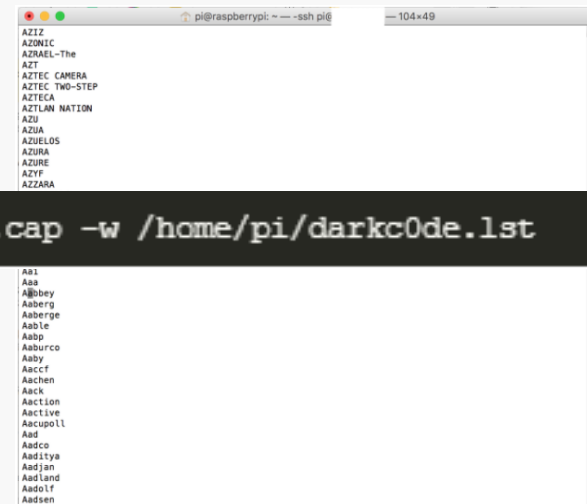 pi@raspberrypi: ~ — -ssh pi@ — 104×49
AZIZ
AZONIC
AZRAEL-The
AZT
AZTEC CAMERA
AZTEC TWO-STEP
AZTECA
AZTLAN NATION
AZU
AZUA
AZUELOS
AZURA
AZURE
AZYF
AZZARA
.cap -w /home/pi/darkc0de.lst
Aaa
Aabbey
Aaberg
Aaberge
Aable
Aabp
Aaburco
Aaby
Aaccf
Aachen
Aack
Aaction
Aactive
Aacupoll
Aad
Aadco
Aaditya
Aadjan
Aadland
Aadolf
Aadsen